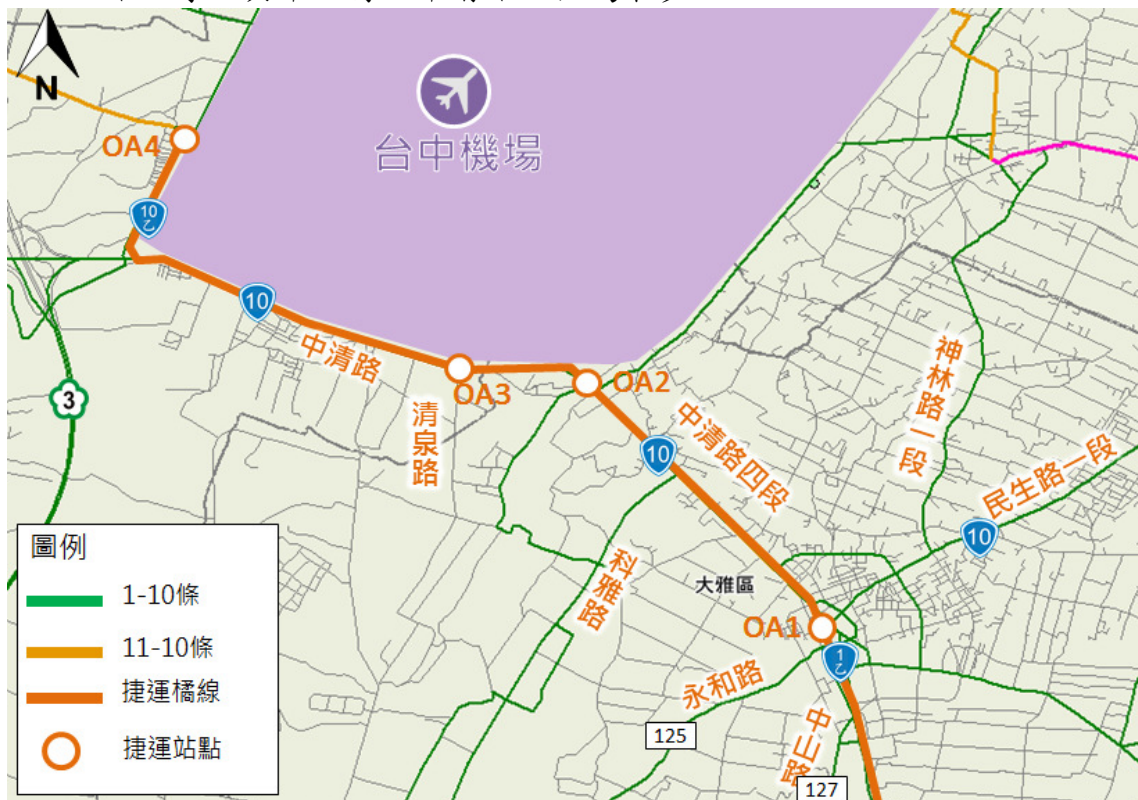 N
台中機場
OA4
10
乙
10
中清路
OA3
OA2
3
清泉路
中清路四段
神林路一段
10
民生路一段
10
科雅路
大雅區
OA1
1
乙
永和路
中山路
125
127
圖例
1-10條
11-10條
捷運橘線
捷運站點